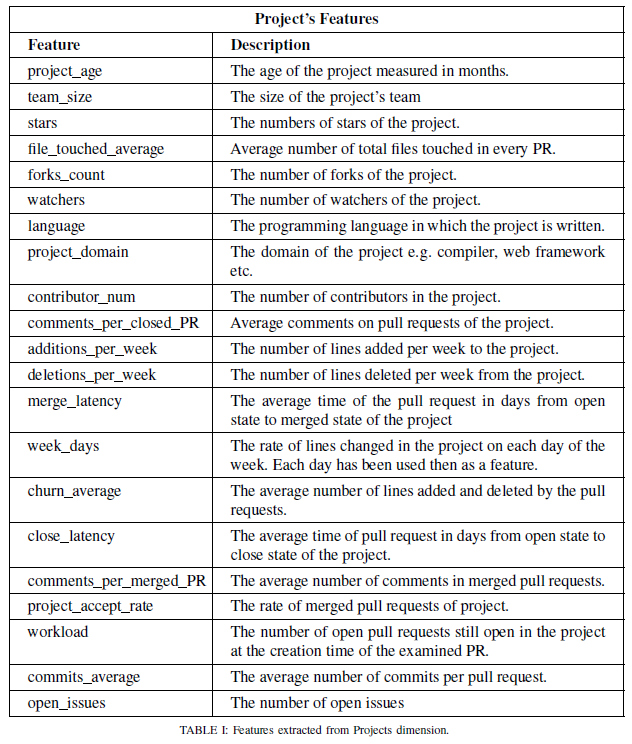 Project's Features
Feature Description
project_age The age of the project measured in months.
team_size The size of the project's team
stars The numbers of stars of the project.
file_touched_average Average number of total files touched in every PR.
forks_count The number of forks of the project.
watchers The number of watchers of the project.
language The programming language in which the project is written.
project_domain The domain of the project e.g. compiler, web framework
etc.
contributor_num The number of contributors in the project.
comments_per_closed_PR Average comments on pull requests of the project.
additions_per_week The number of lines added per week to the project.
deletions_per_week The number of lines deleted per week from the project.
merge_latency The average time of the pull request in days from open
state to merged state of the project
week_days The rate of lines changed in the project on each day of the
week. Each day has been used then as a feature.
churn_average The average number of lines added and deleted by the pull
requests.
close_latency The average time of pull request in days from open state to
close state of the project.
comments_per_merged_PR The average number of comments in merged pull requests.
project_accept_rate The rate of merged pull requests of project.
workload The number of open pull requests still open in the project
at the creation time of the examined PR.
commits_average The average number of commits per pull request.
open_issues The number of open issues
TABLE I: Features extracted from Projects dimension.